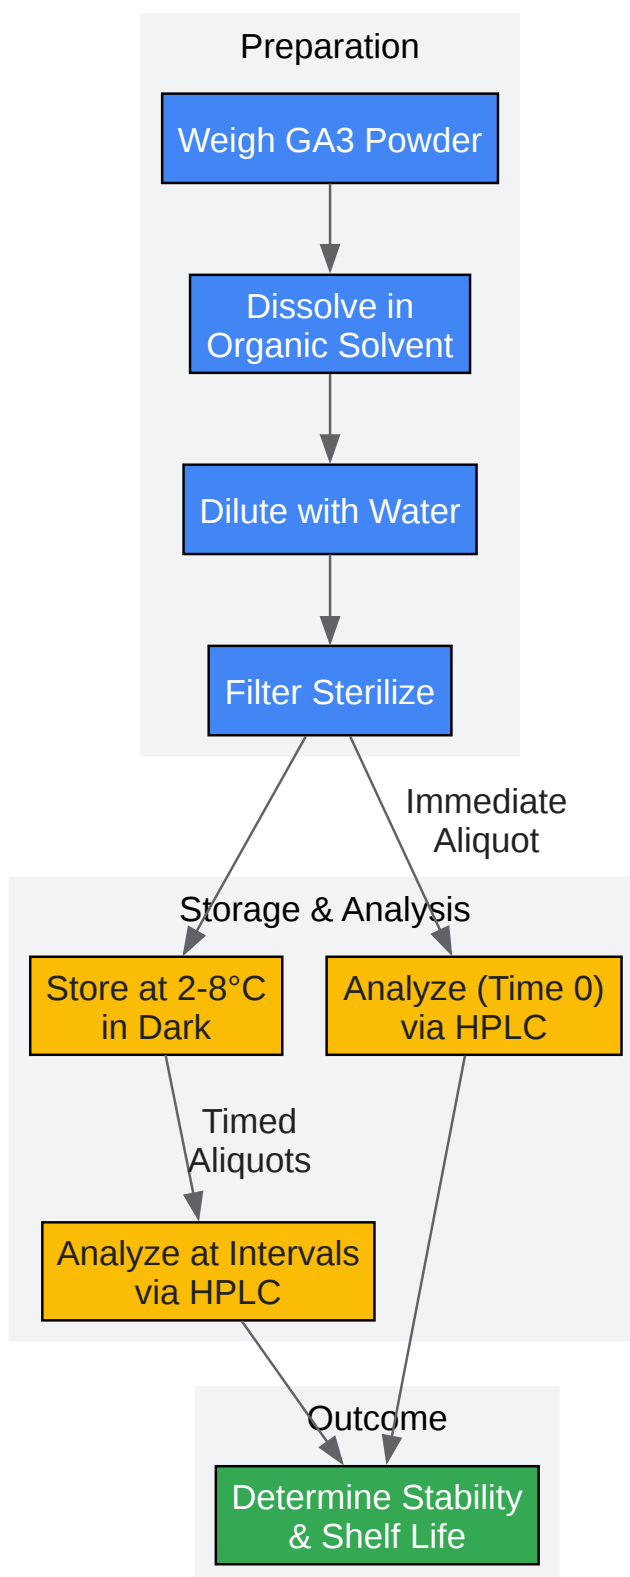 Preparation
Weigh GA3 Powder
Dissolve in
Organic Solvent
Dilute with Water
Filter Sterilize
Immediate
Aliquot
Storage & Analysis
Store at 2-8°C
in Dark
Analyze (Time 0)
via HPLC
Timed
Aliquots
Analyze at Intervals
via HPLC
Outcome
Determine Stability
& Shelf Life